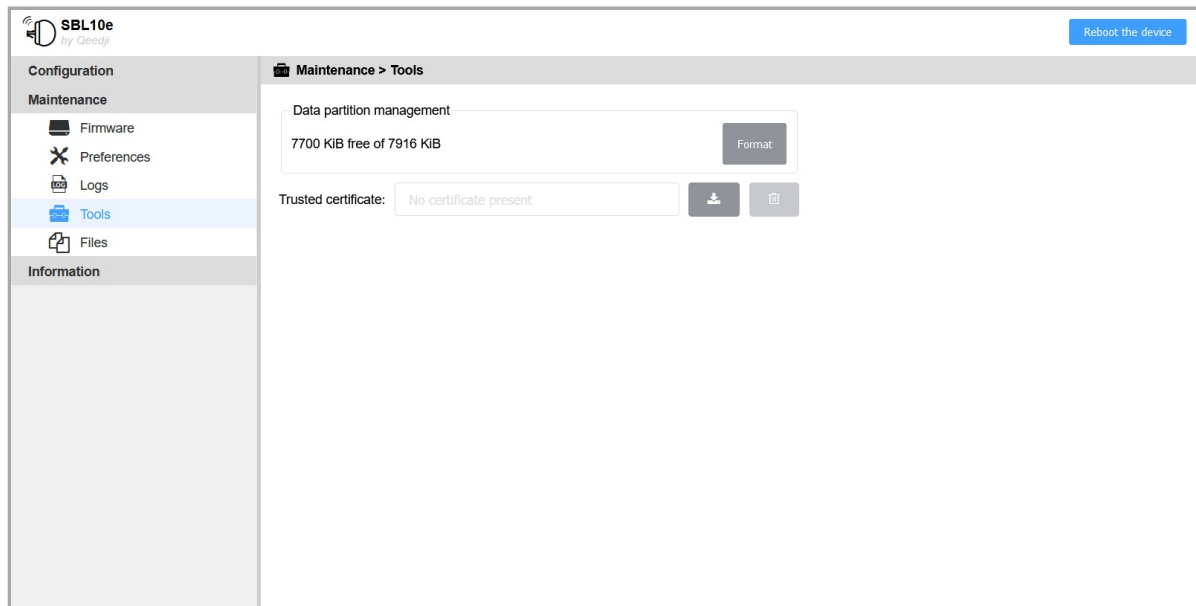 SBL10e
by Qeedji
Reboot the device
Configuration
Maintenance
Firmware
Preferences
LOG
Logs
Tools
Files
Information
Maintenance > Tools
Data partition management
7700 KiB free of 7916 KiB
Format
Trusted certificate:
No certificate present